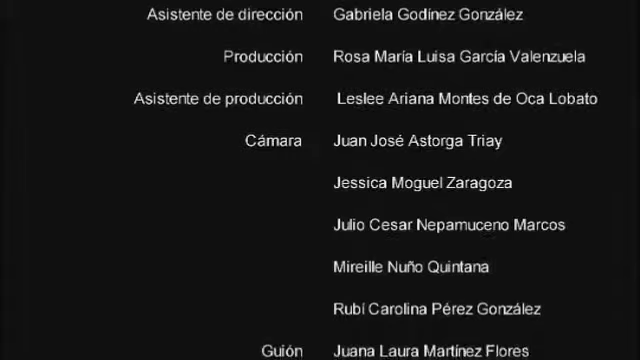 Asistente de dirección Gabriela Godínez González
Producción Rosa María Luisa García Valenzuela
Asistente de producción Leslee Ariana Montes de Oca Lobato
Cámara Juan José Astorga Triay
Jessica Moguel Zaragoza
Julio Cesar Nepamuceno Marcos
Mireille Nuño Quintana
Rubí Carolina Pérez González
Guión Juana Laura Martínez Flores